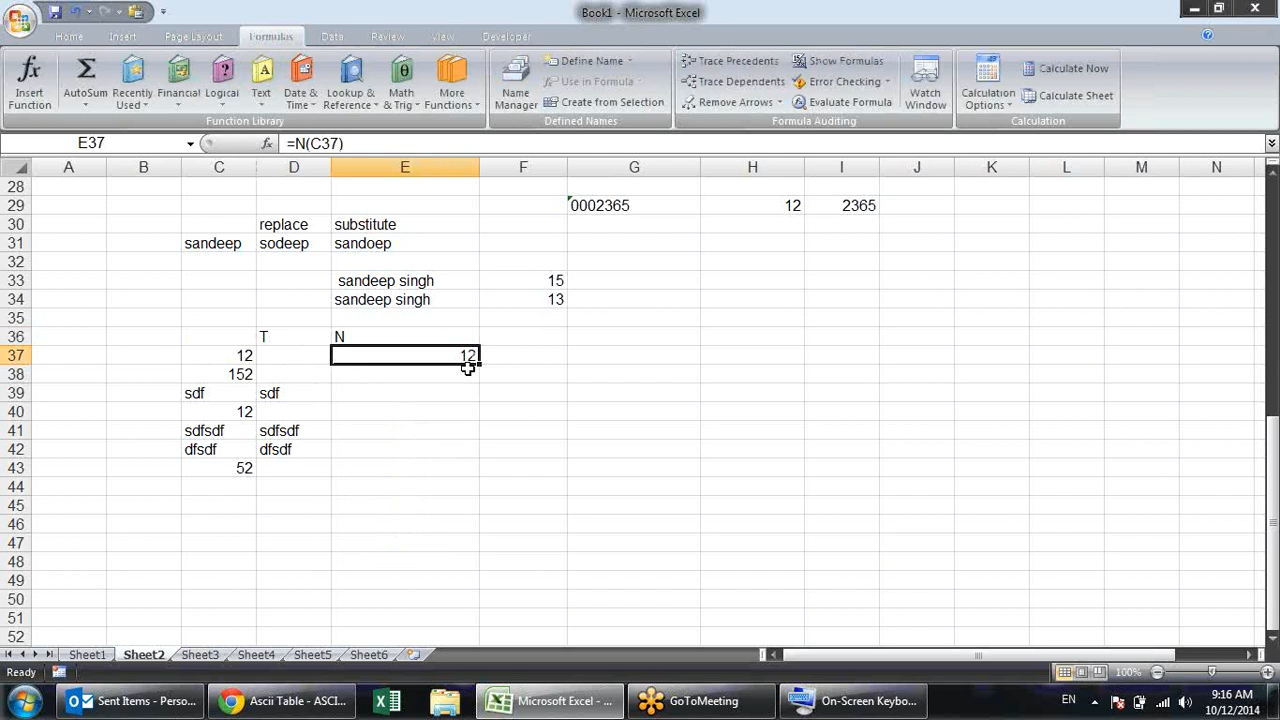 Book1 - Microsoft Excel
Home Insert Page Layout Formulas Data Review View Developer
Insert Function
AutoSum
Recently Used
Financial
Logical
Text
Date & Time
Lookup & Reference
Math & Trig
More Functions
Function Library
Name Manager
Define Name
Use in Formula
Create from Selection
Defined Names
Trace Precedents
Trace Dependents
Remove Arrows
Show Formulas
Error Checking
Evaluate Formula
Formula Auditing
Watch Window
Calculation Options
Calculate Now
Calculate Sheet
Calculation
E37 fx =N(C37)
A B C D E F G H I J K L M N
28
29 0002365 12 2365
30 replace substitute
31 sandeep sodeep sandoep
32
33 sandeep singh 15
34 sandeep singh 13
35
36 T N
37 12 12
38 152
39 sdf sdf
40 12
41 sdfsdf sdfsdf
42 dfsdf dfsdf
43 52
44
45
46
47
48
49
50
51
52
Sheet1 Sheet2 Sheet3 Sheet4 Sheet5 Sheet6
Ready 100%
Sent Items - Perso... Ascii Table - ASCI... Microsoft Excel - ... GoToMeeting On-Screen Keybo... EN 9:16 AM
10/12/2014